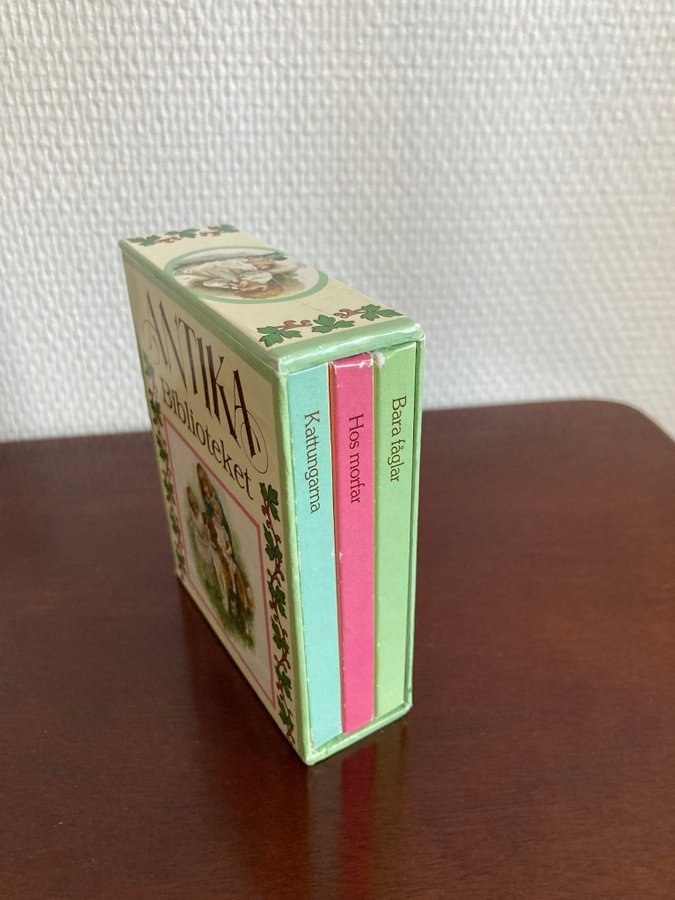 ANTIKA
Biblioteket
Kattungarna
Hos morfar
Bara fåglar